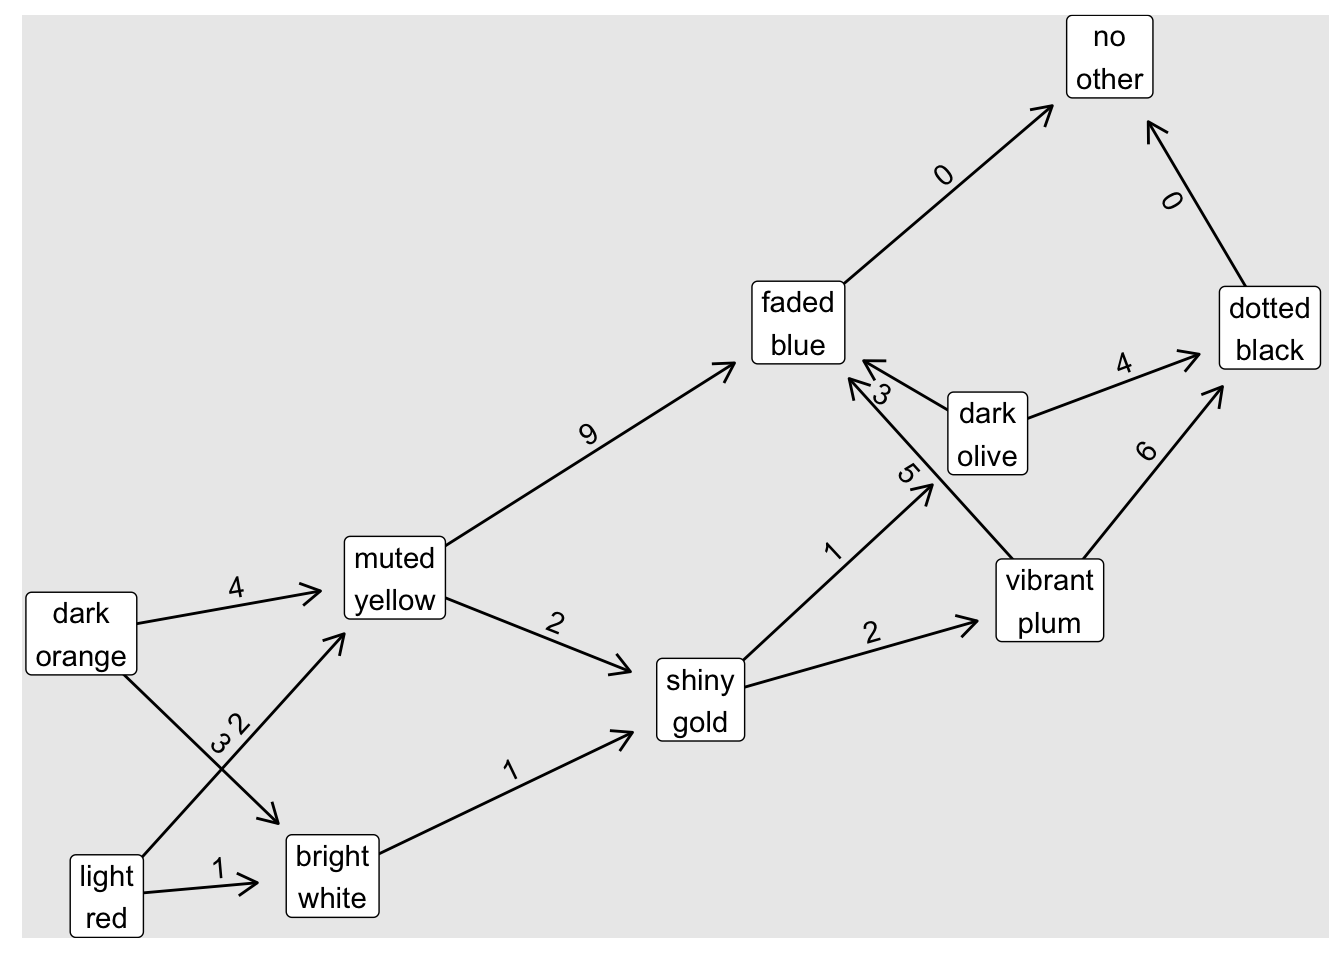 no
other
0
0
faded
blue
dotted
black
4
3
dark
olive
9
5
6
1
muted
yellow
vibrant
plum
4
dark
orange
2
2
shiny
gold
3
2
1
bright
white
1
light
red